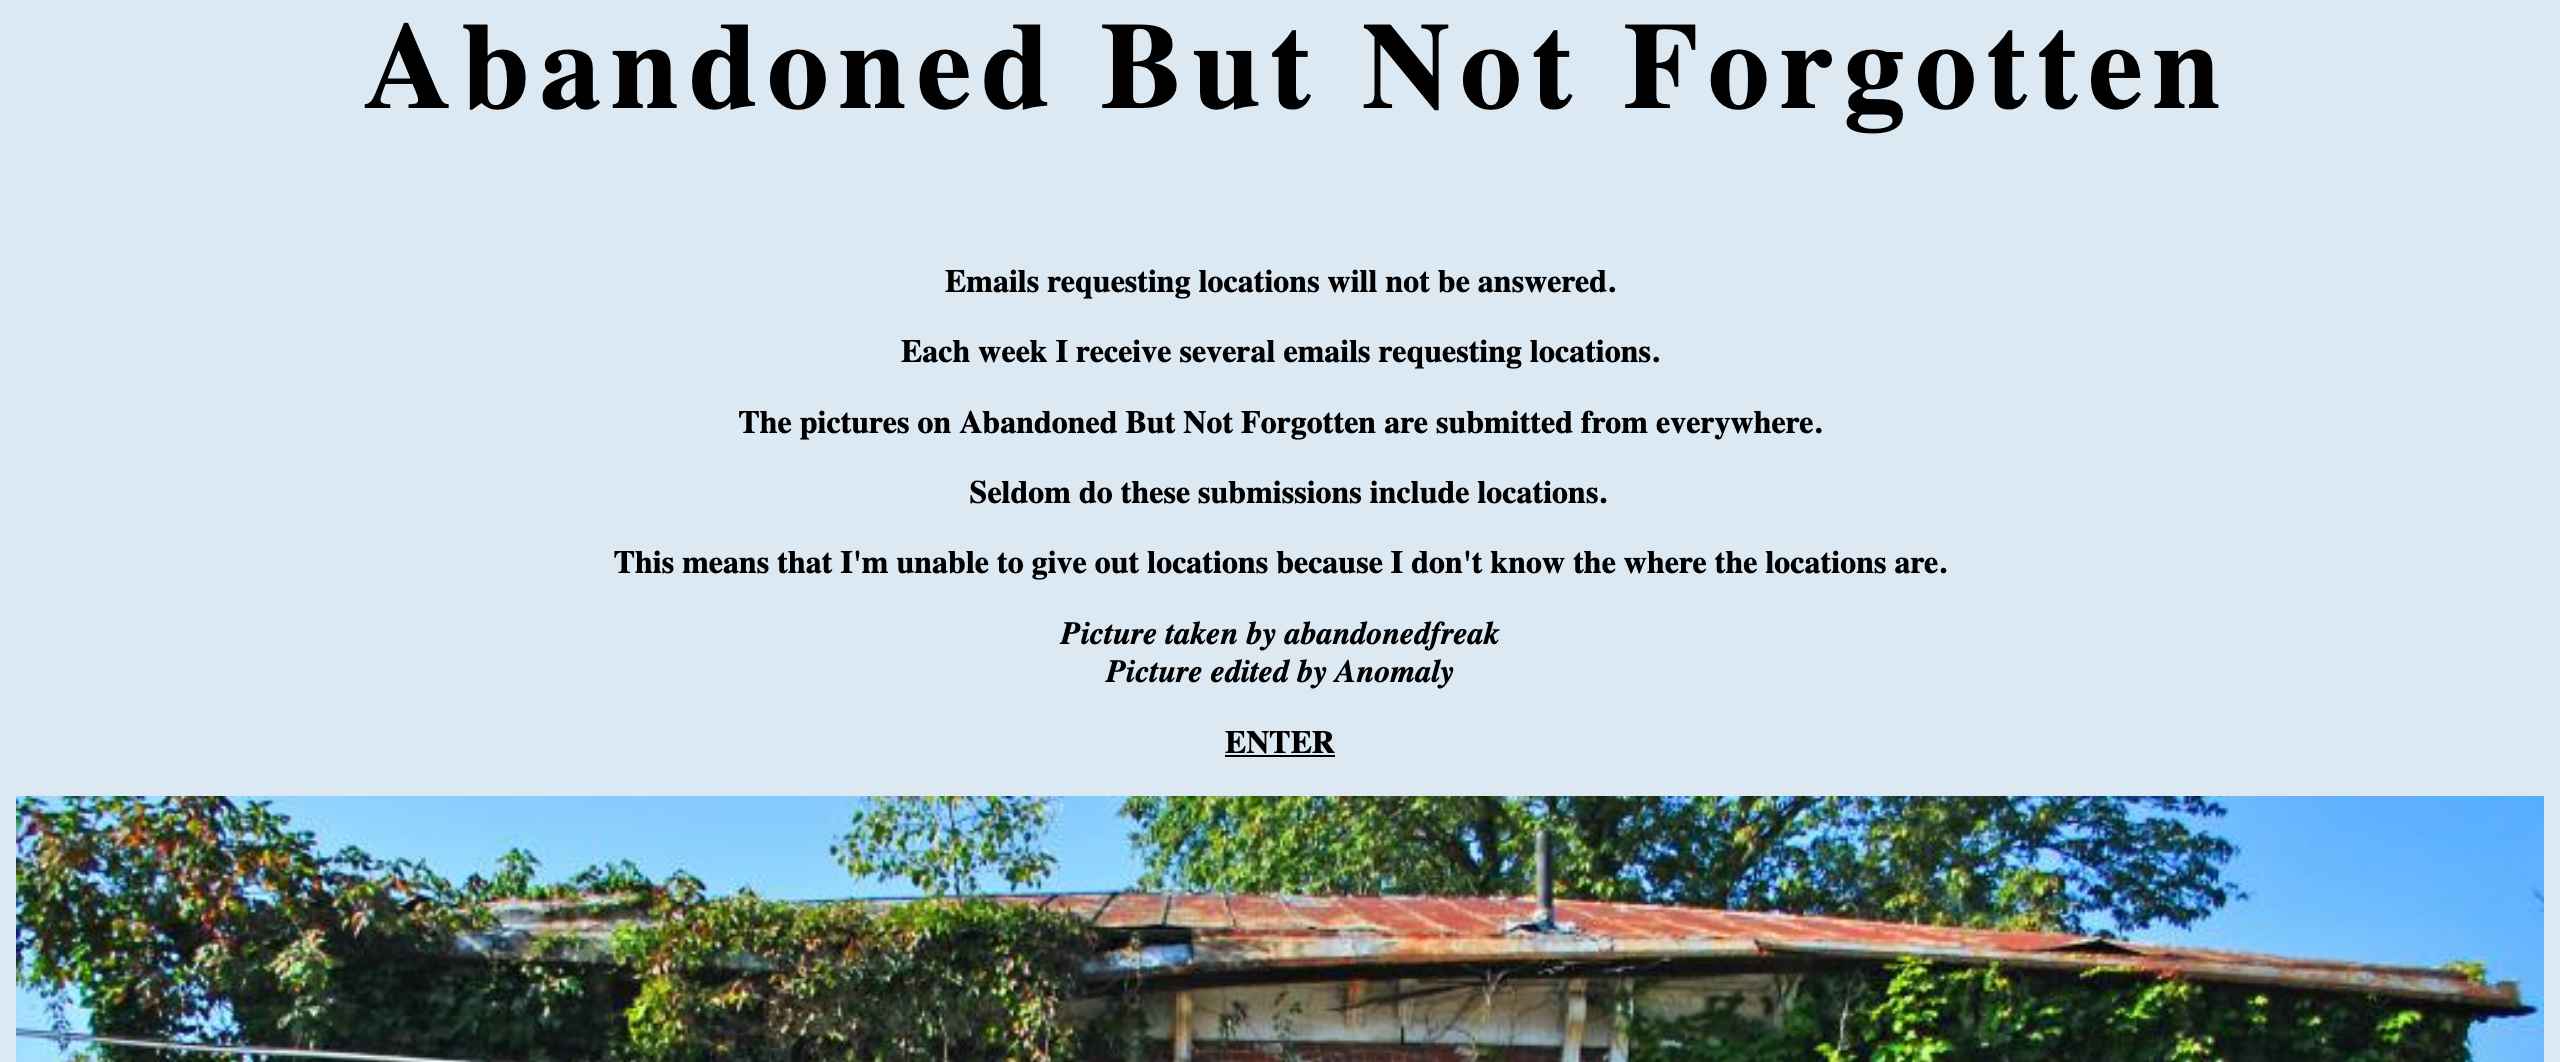 Abandoned But Not Forgotten
Emails requesting locations will not be answered.
Each week I receive several emails requesting locations.
The pictures on Abandoned But Not Forgotten are submitted from everywhere.
Seldom do these submissions include locations.
This means that I'm unable to give out locations because I don't know the where the locations are.
Picture taken by abandonedfreak
Picture edited by Anomaly
ENTER